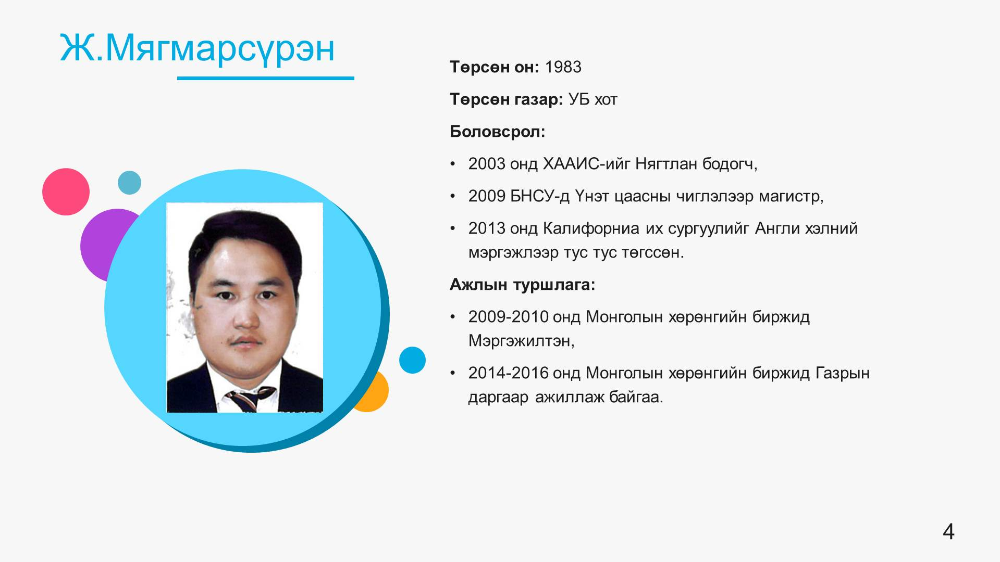 Ж.Мягмарсүрэн
Төрсөн он: 1983
Төрсөн газар: УБ хот
Боловсрол:
• 2003 онд ХААИС-ийг Нягтлан бодогч,
• 2009 БНСУ-д Үнэт цаасны чиглэлээр магистр,
• 2013 онд Калифорниа их сургуулийг Англи хэлний
мэргэжлээр тус тус төгссөн.
Ажлын туршлага:
• 2009-2010 онд Монголын хөрөнгийн биржид
Мэргэжилтэн,
• 2014-2016 онд Монголын хөрөнгийн биржид Газрын
даргаар ажиллаж байгаа.
4